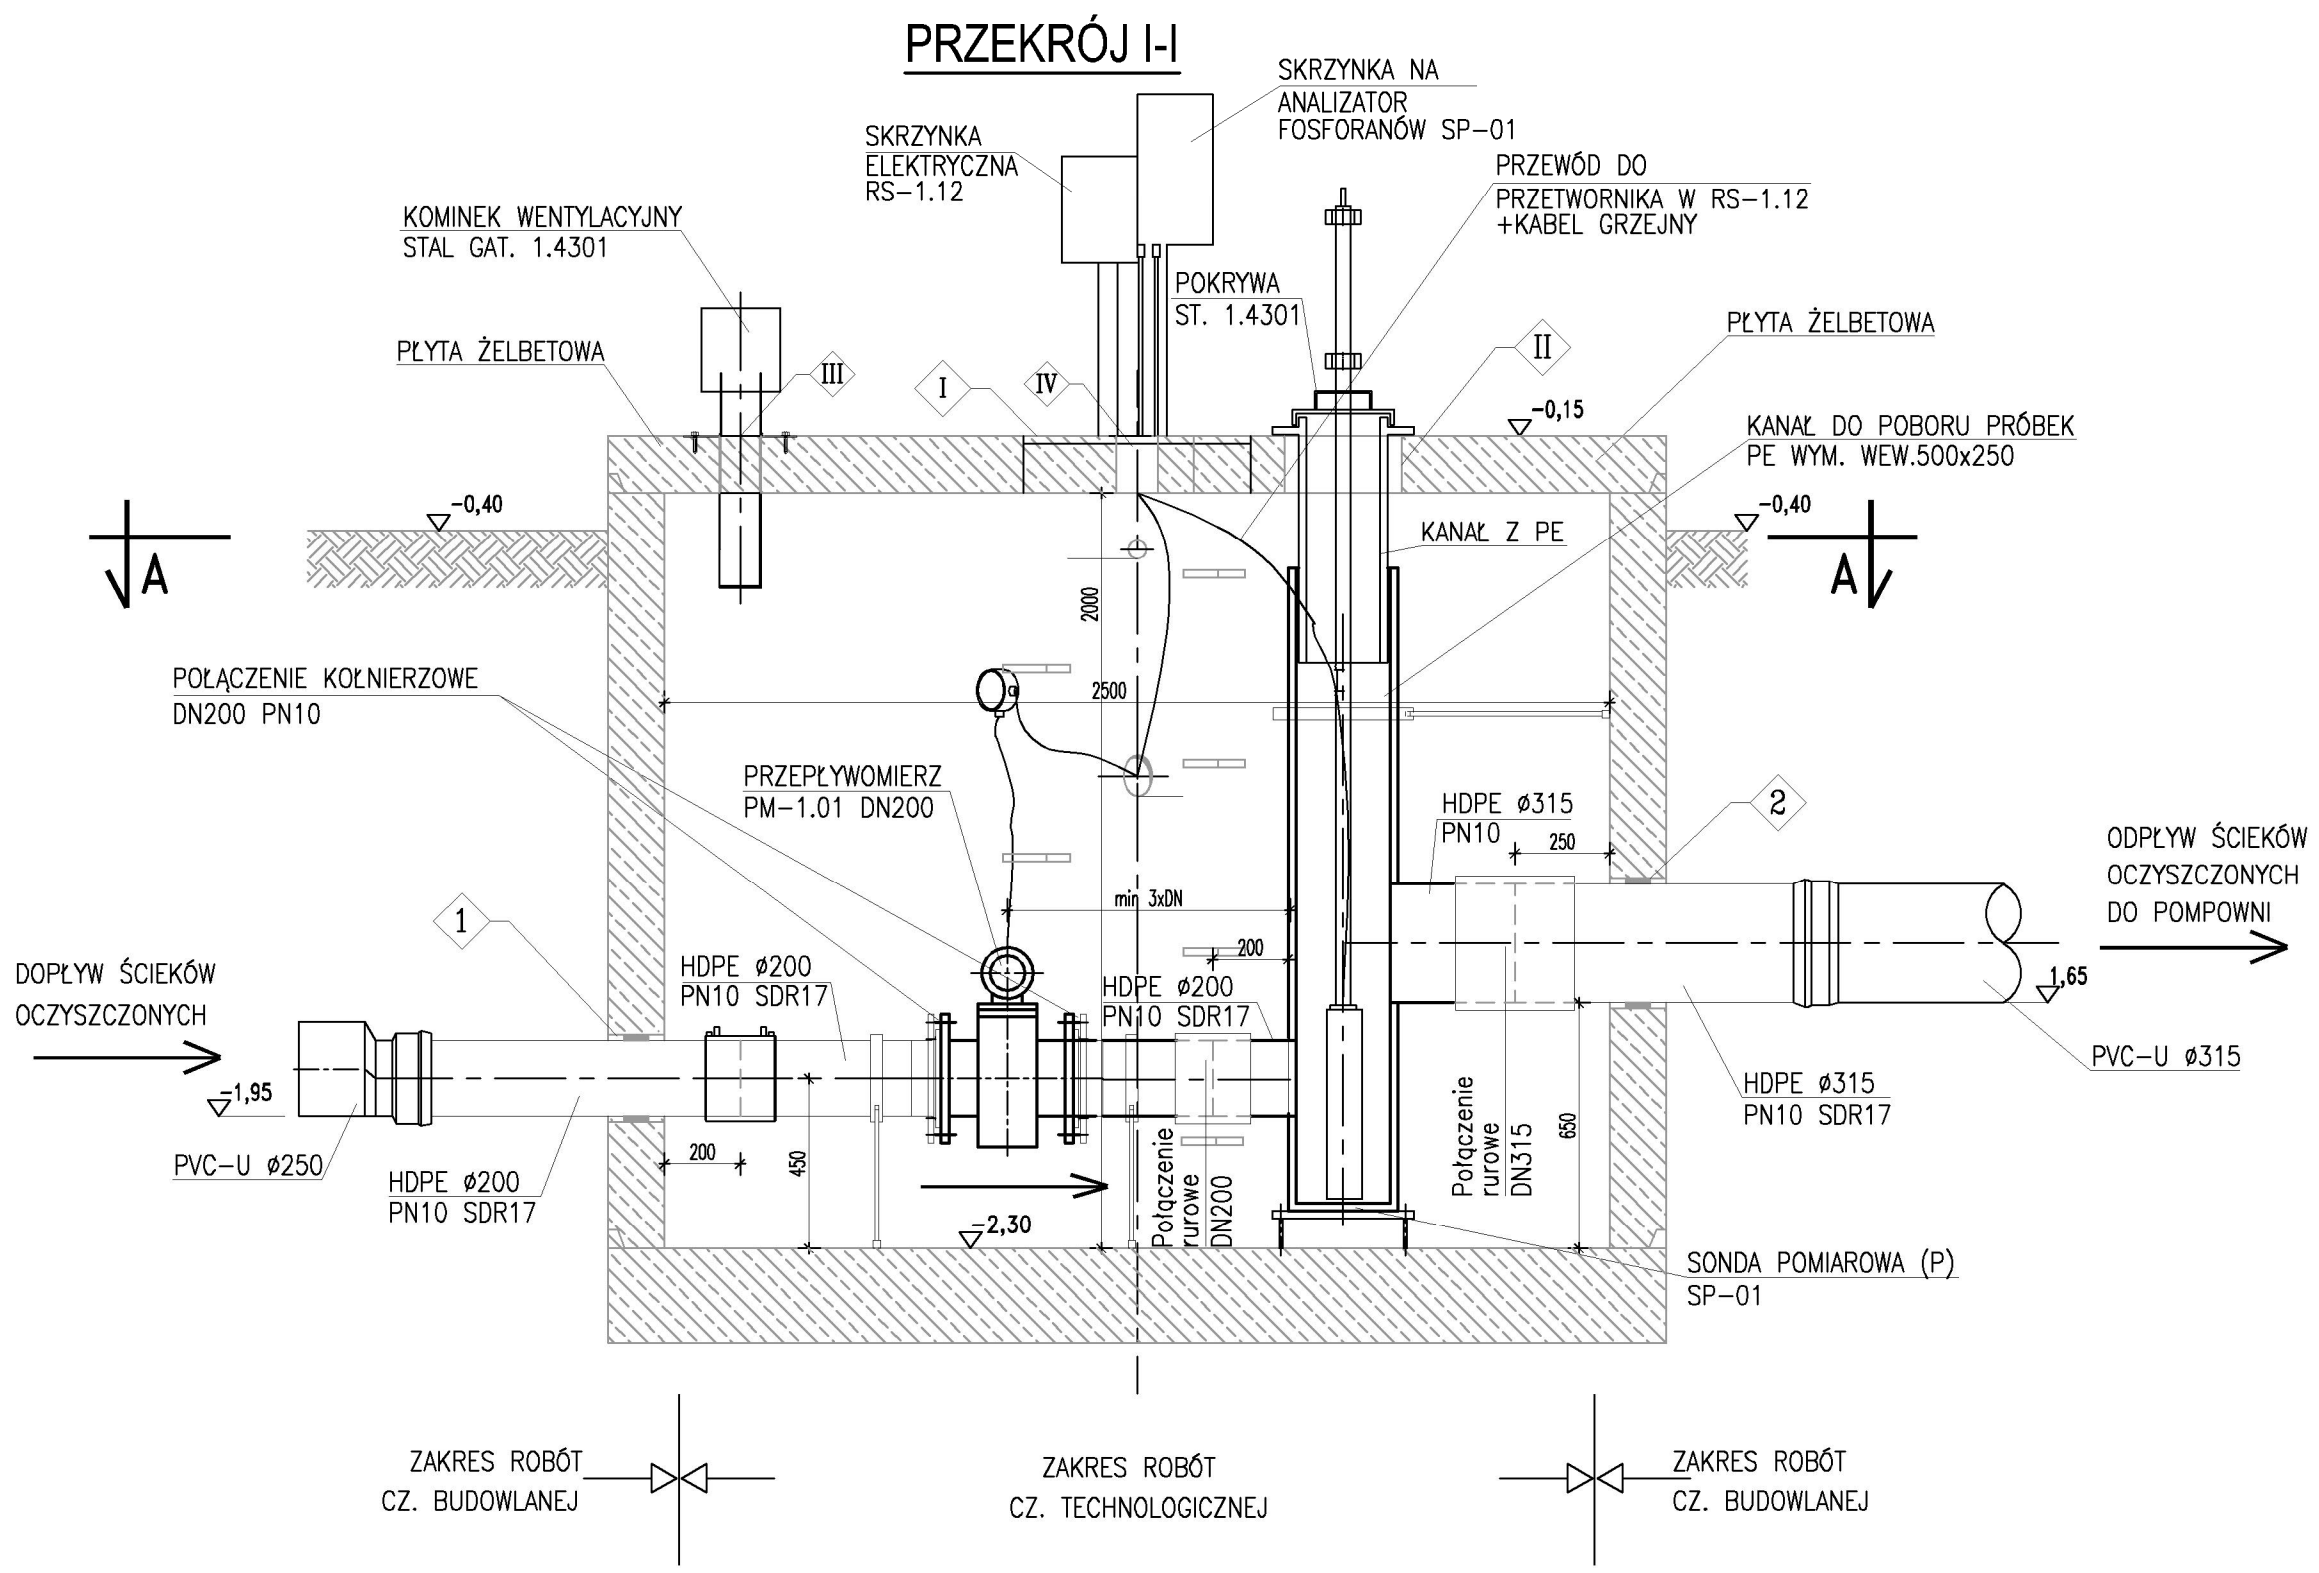 PRZEKRÓJ I-I
SKRZYNKA NA
ANALIZATOR
FOSFORANÓW SP-01
SKRZYNKA
ELEKTRYCZNA
RS-1.12
PRZEWÓD DO
PRZETWORNIKA W RS-1.12
+KABEL GRZEJNY
KOMINEK WENTYLACYJNY
STAL GAT. 1.4301
POKRYWA
ST. 1.4301
PŁYTA ŻELBETOWA
PŁYTA ŻELBETOWA
III
I
IV
II
-0,15
KANAŁ DO POBORU PRÓBEK
PE WYM. WEW.500x250
-0,40
-0,40
A
A
KANAŁ Z PE
2000
POŁĄCZENIE KOŁNIERZOWE
DN200 PN10
2500
PRZEPŁYWOMIERZ
PM-1.01 DN200
HDPE ø315
PN10
250
2
ODPŁYW ŚCIEKÓW
OCZYSZCZONYCH
DO POMPOWNI
1
min 3xDN
200
DOPŁYW ŚCIEKÓW
OCZYSZCZONYCH
HDPE ø200
PN10 SDR17
HDPE ø200
PN10 SDR17
-1,95
1,65
PVC-U ø315
HDPE ø315
PN10 SDR17
PVC-U ø250
HDPE ø200
PN10 SDR17
200
450
Połączenie
rurowe
DN200
Połączenie
rurowe
DN315
650
-2,30
SONDA POMIAROWA (P)
SP-01
ZAKRES ROBÓT
CZ. BUDOWLANEJ
ZAKRES ROBÓT
CZ. TECHNOLOGICZNEJ
ZAKRES ROBÓT
CZ. BUDOWLANEJ